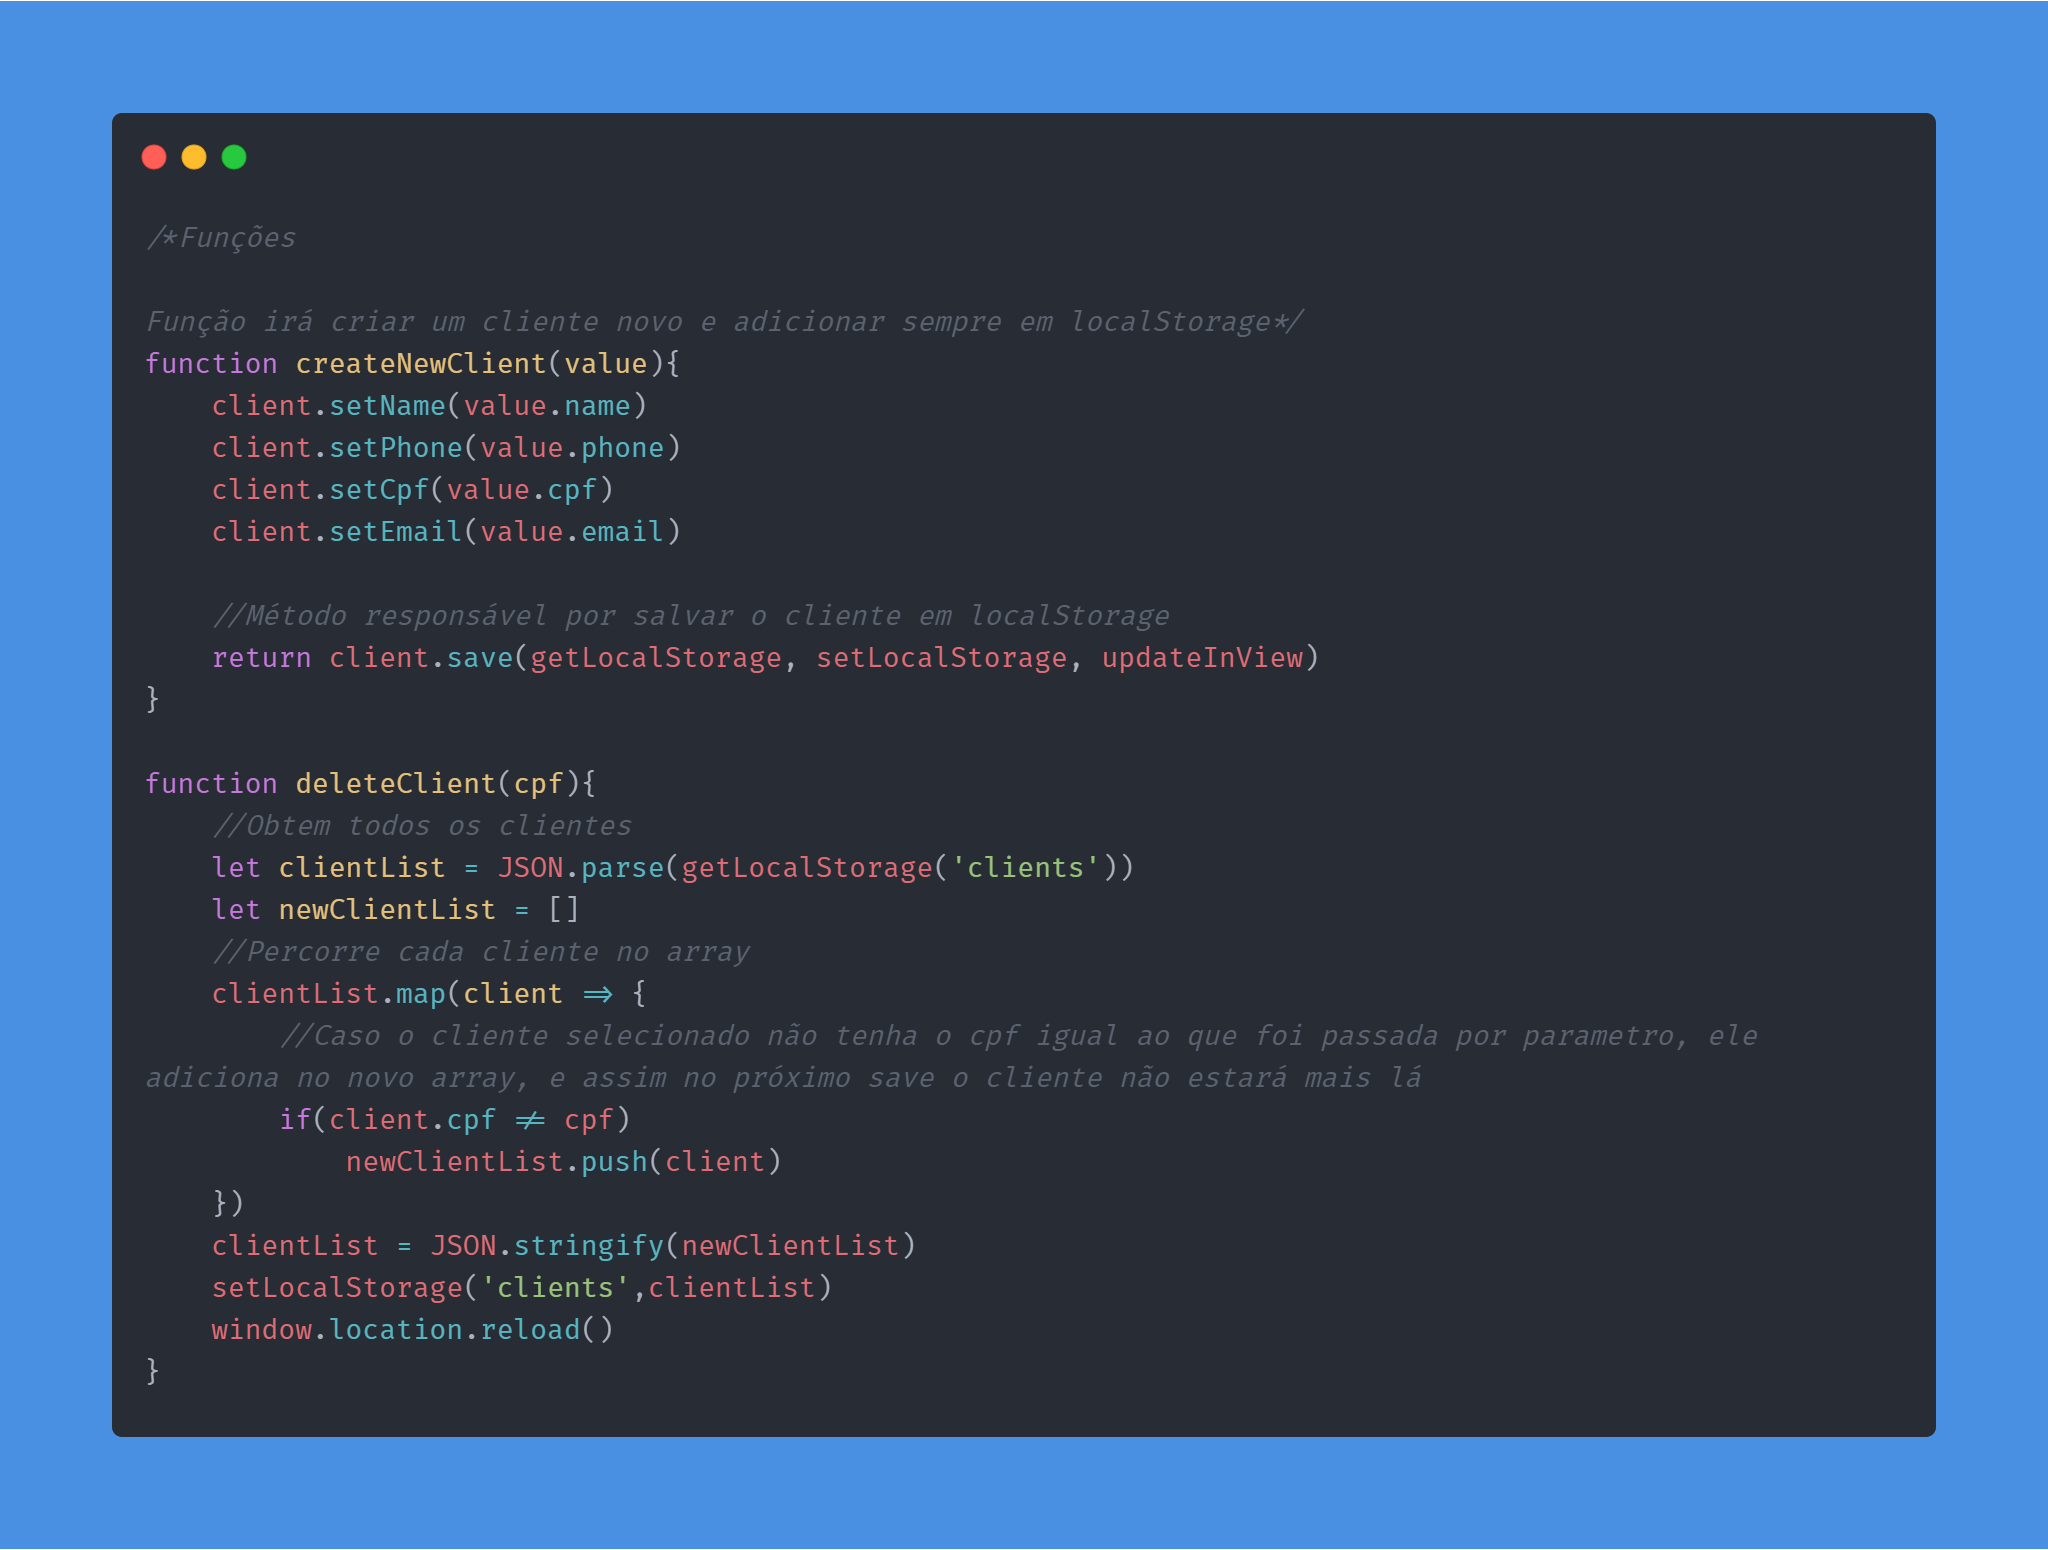 /*Funções
Função irá criar um cliente novo e adicionar sempre em localStorage*/
function createNewClient(value){
    client.setName(value.name)
    client.setPhone(value.phone)
    client.setCpf(value.cpf)
    client.setEmail(value.email)
    //Método responsável por salvar o cliente em localStorage
    return client.save(getLocalStorage, setLocalStorage, updateInView)
}
function deleteClient(cpf){
    //Obtem todos os clientes
    let clientList = JSON.parse(getLocalStorage('clients'))
    let newClientList = []
    //Percorre cada cliente no array
    clientList.map(client => {
        //Caso o cliente selecionado não tenha o cpf igual ao que foi passada por parametro, ele
adiciona no novo array, e assim no próximo save o cliente não estará mais lá
        if(client.cpf != cpf)
            newClientList.push(client)
    })
    clientList = JSON.stringify(newClientList)
    setLocalStorage('clients',clientList)
    window.location.reload()
}